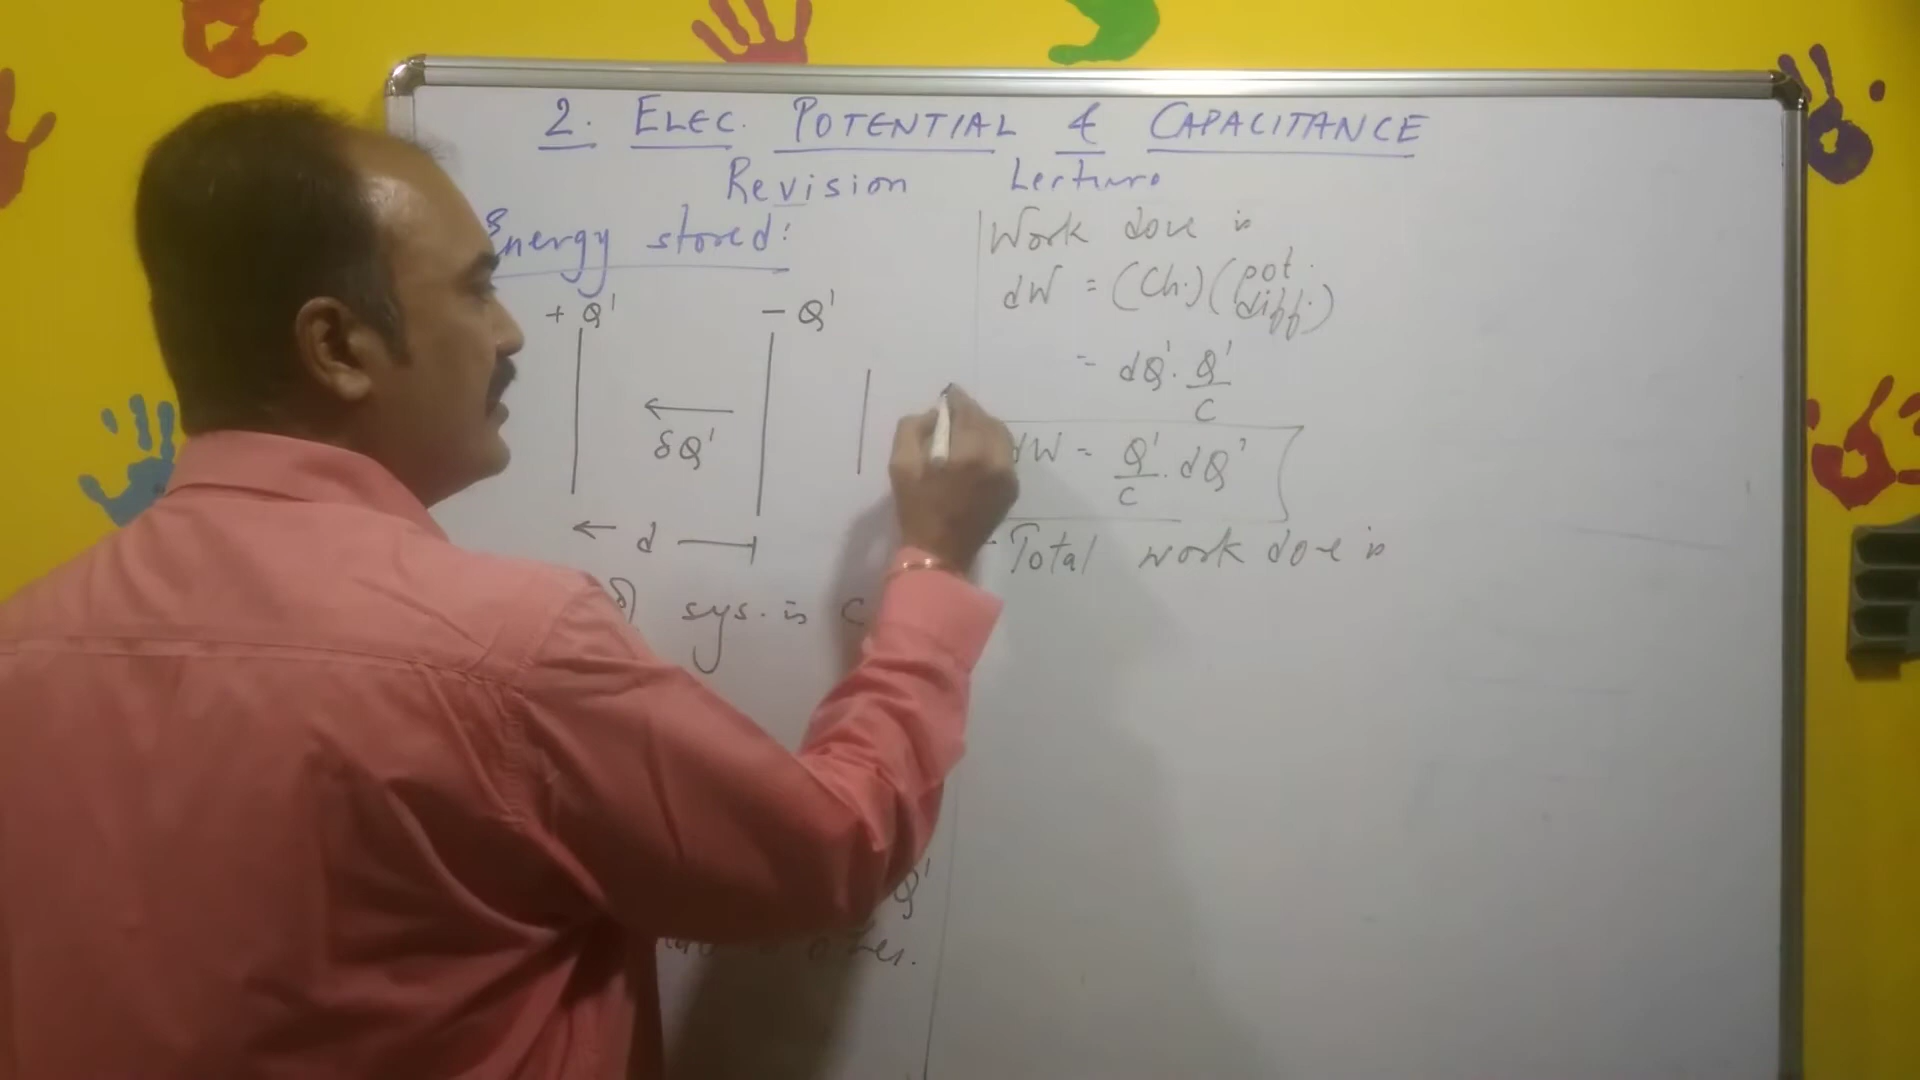 2. ELEC. POTENTIAL & CAPACITANCE
Revision Lecture
Energy stored:
+ Q' - Q'
δQ'
d
sys. is C
Q'
Work done is
dW = (Ch.) (pot. diff.)
= dQ'. Q'/C
dW = Q'/C . dQ'
Total work done is